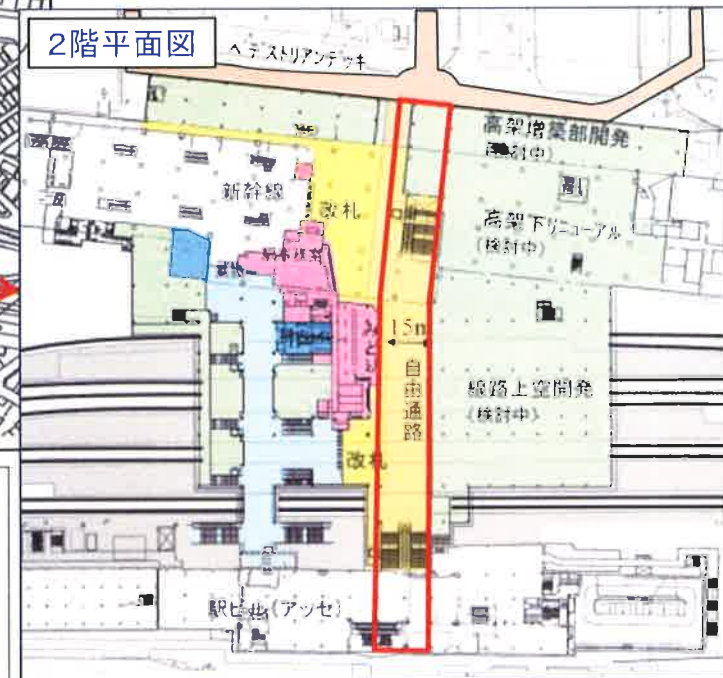 2階平面図
ペデストリアンデッキ
高架増築部開発
(検討中)
新幹線
改札
高架下リニューアル
(検討中)
15m
自由通路
線路上空開発
(検討中)
改札
駅ビル(アッセ)